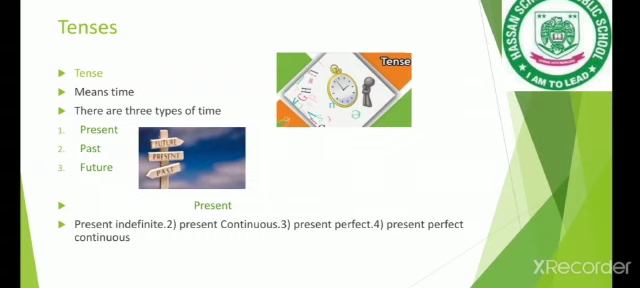 Tenses
Tense
Means time
There are three types of time
1. Present
2. Past
3. Future
Present
Present indefinite.2) present Continuous.3) present perfect.4) present perfect
continuous
Tense
FUTURE
PRESENT
PAST
HASSAN
PUBLIC SCHOOL
I AM TO LEAD
XRecorder